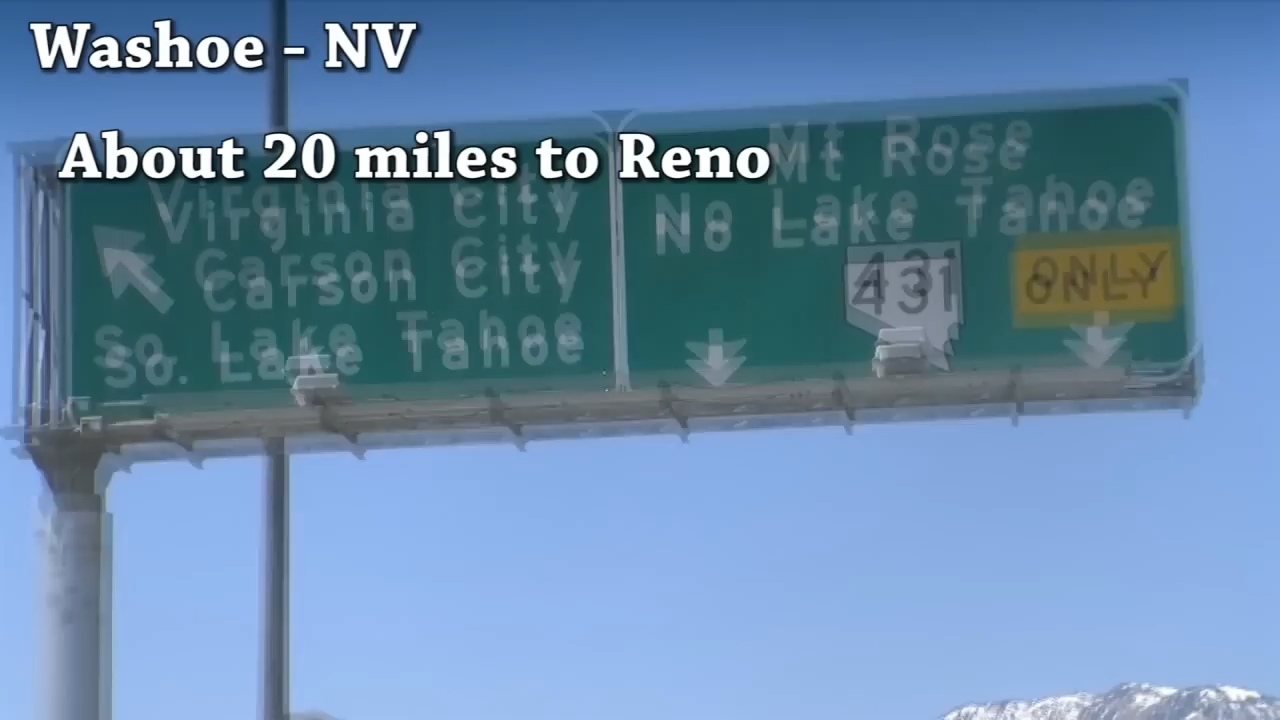 Washoe - NV
About 20 miles to Reno
Virginia City
Carson City
So. Lake Tahoe
Mt Rose
No Lake Tahoe
431
ONLY